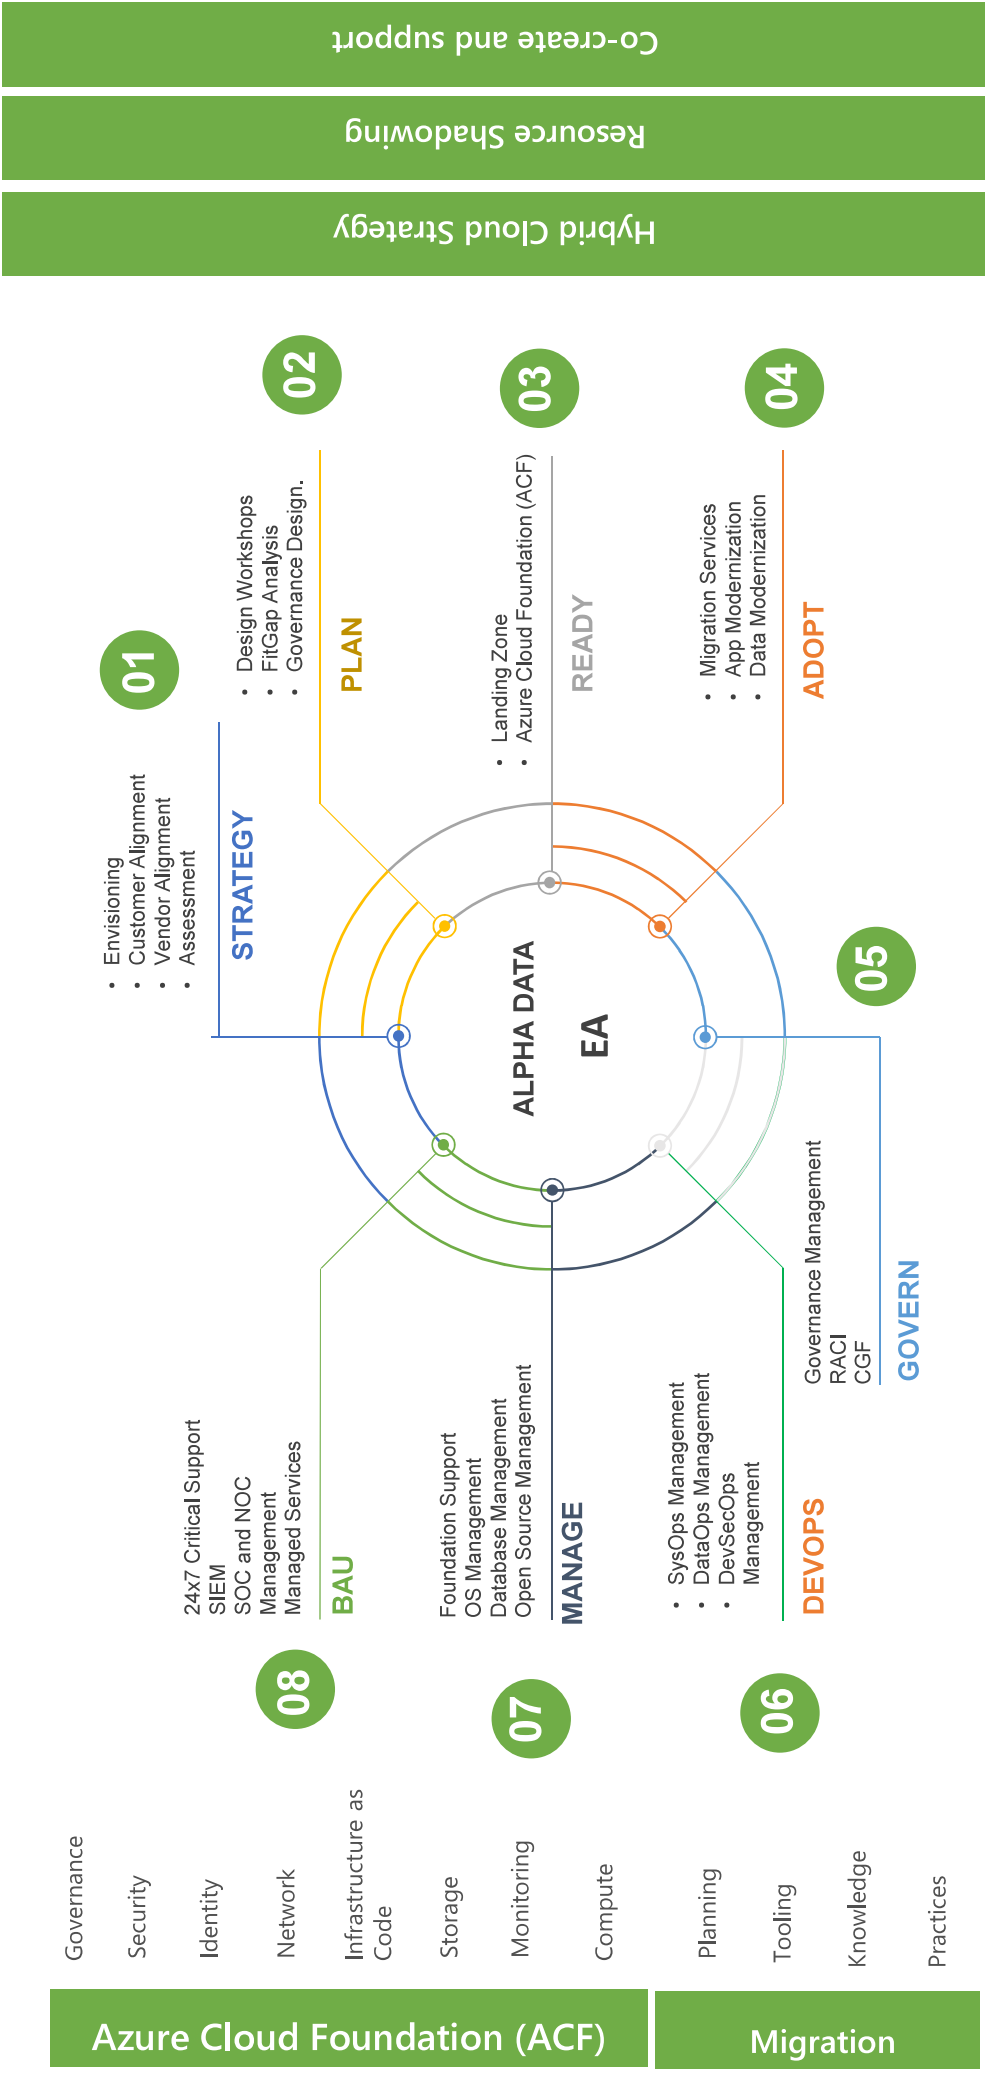 Azure Cloud Foundation (ACF)
Governance
Security
Identity
Network
Infrastructure as
Code
Storage
Monitoring
Compute
Migration
Planning
Tooling
Knowledge
Practices
ALPHA DATA
EA
01
• Envisioning
• Customer Alignment
• Vendor Alignment
• Assessment
STRATEGY
02
• Design Workshops
• FitGap Analysis
• Governance Design.
PLAN
03
• Landing Zone
• Azure Cloud Foundation (ACF)
READY
04
• Migration Services
• App Modernization
• Data Modernization
ADOPT
05
Governance Management
RACI
CGF
GOVERN
06
• SysOps Management
• DataOps Management
• DevSecOps
Management
DEVOPS
07
Foundation Support
OS Management
Database Management
Open Source Management
MANAGE
08
24x7 Critical Support
SIEM
SOC and NOC
Management
Managed Services
BAU
Hybrid Cloud Strategy
Resource Shadowing
Co-create and support